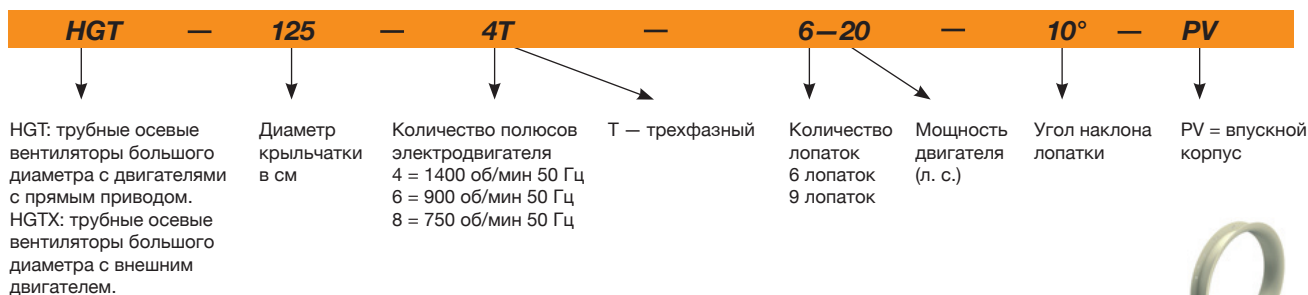 HGT — 125 — 4T — 6—20 — 10° — PV
HGT: трубные осевые
вентиляторы большого
диаметра с двигателями
с прямым приводом.
HGTX: трубные осевые
вентиляторы большого
диаметра с внешним
двигателем.
Диаметр
крыльчатки
в см
Количество полюсов
электродвигателя
4 = 1400 об/мин 50 Гц
6 = 900 об/мин 50 Гц
8 = 750 об/мин 50 Гц
T — трехфазный
Количество
лопаток
6 лопаток
9 лопаток
Мощность
двигателя
(л. с.)
Угол наклона
лопатки
PV = впускной
корпус